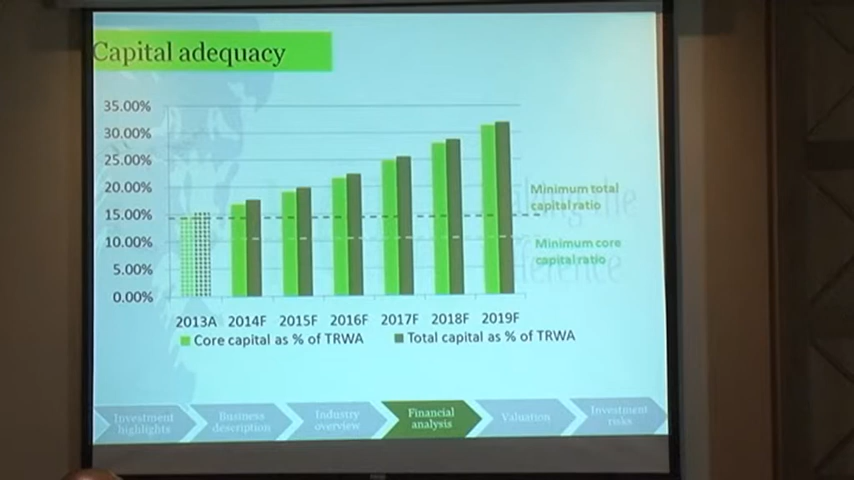 Capital adequacy
35.00%
30.00%
25.00%
20.00%
15.00%
10.00%
5.00%
0.00%
Minimum total
capital ratio
Minimum core
capital ratio
2013A 2014F 2015F 2016F 2017F 2018F 2019F
Core capital as % of TRWA
Total capital as % of TRWA
Investment
highlights
Business
description
Industry
overview
Financial
analysis
Valuation
Investment
risks